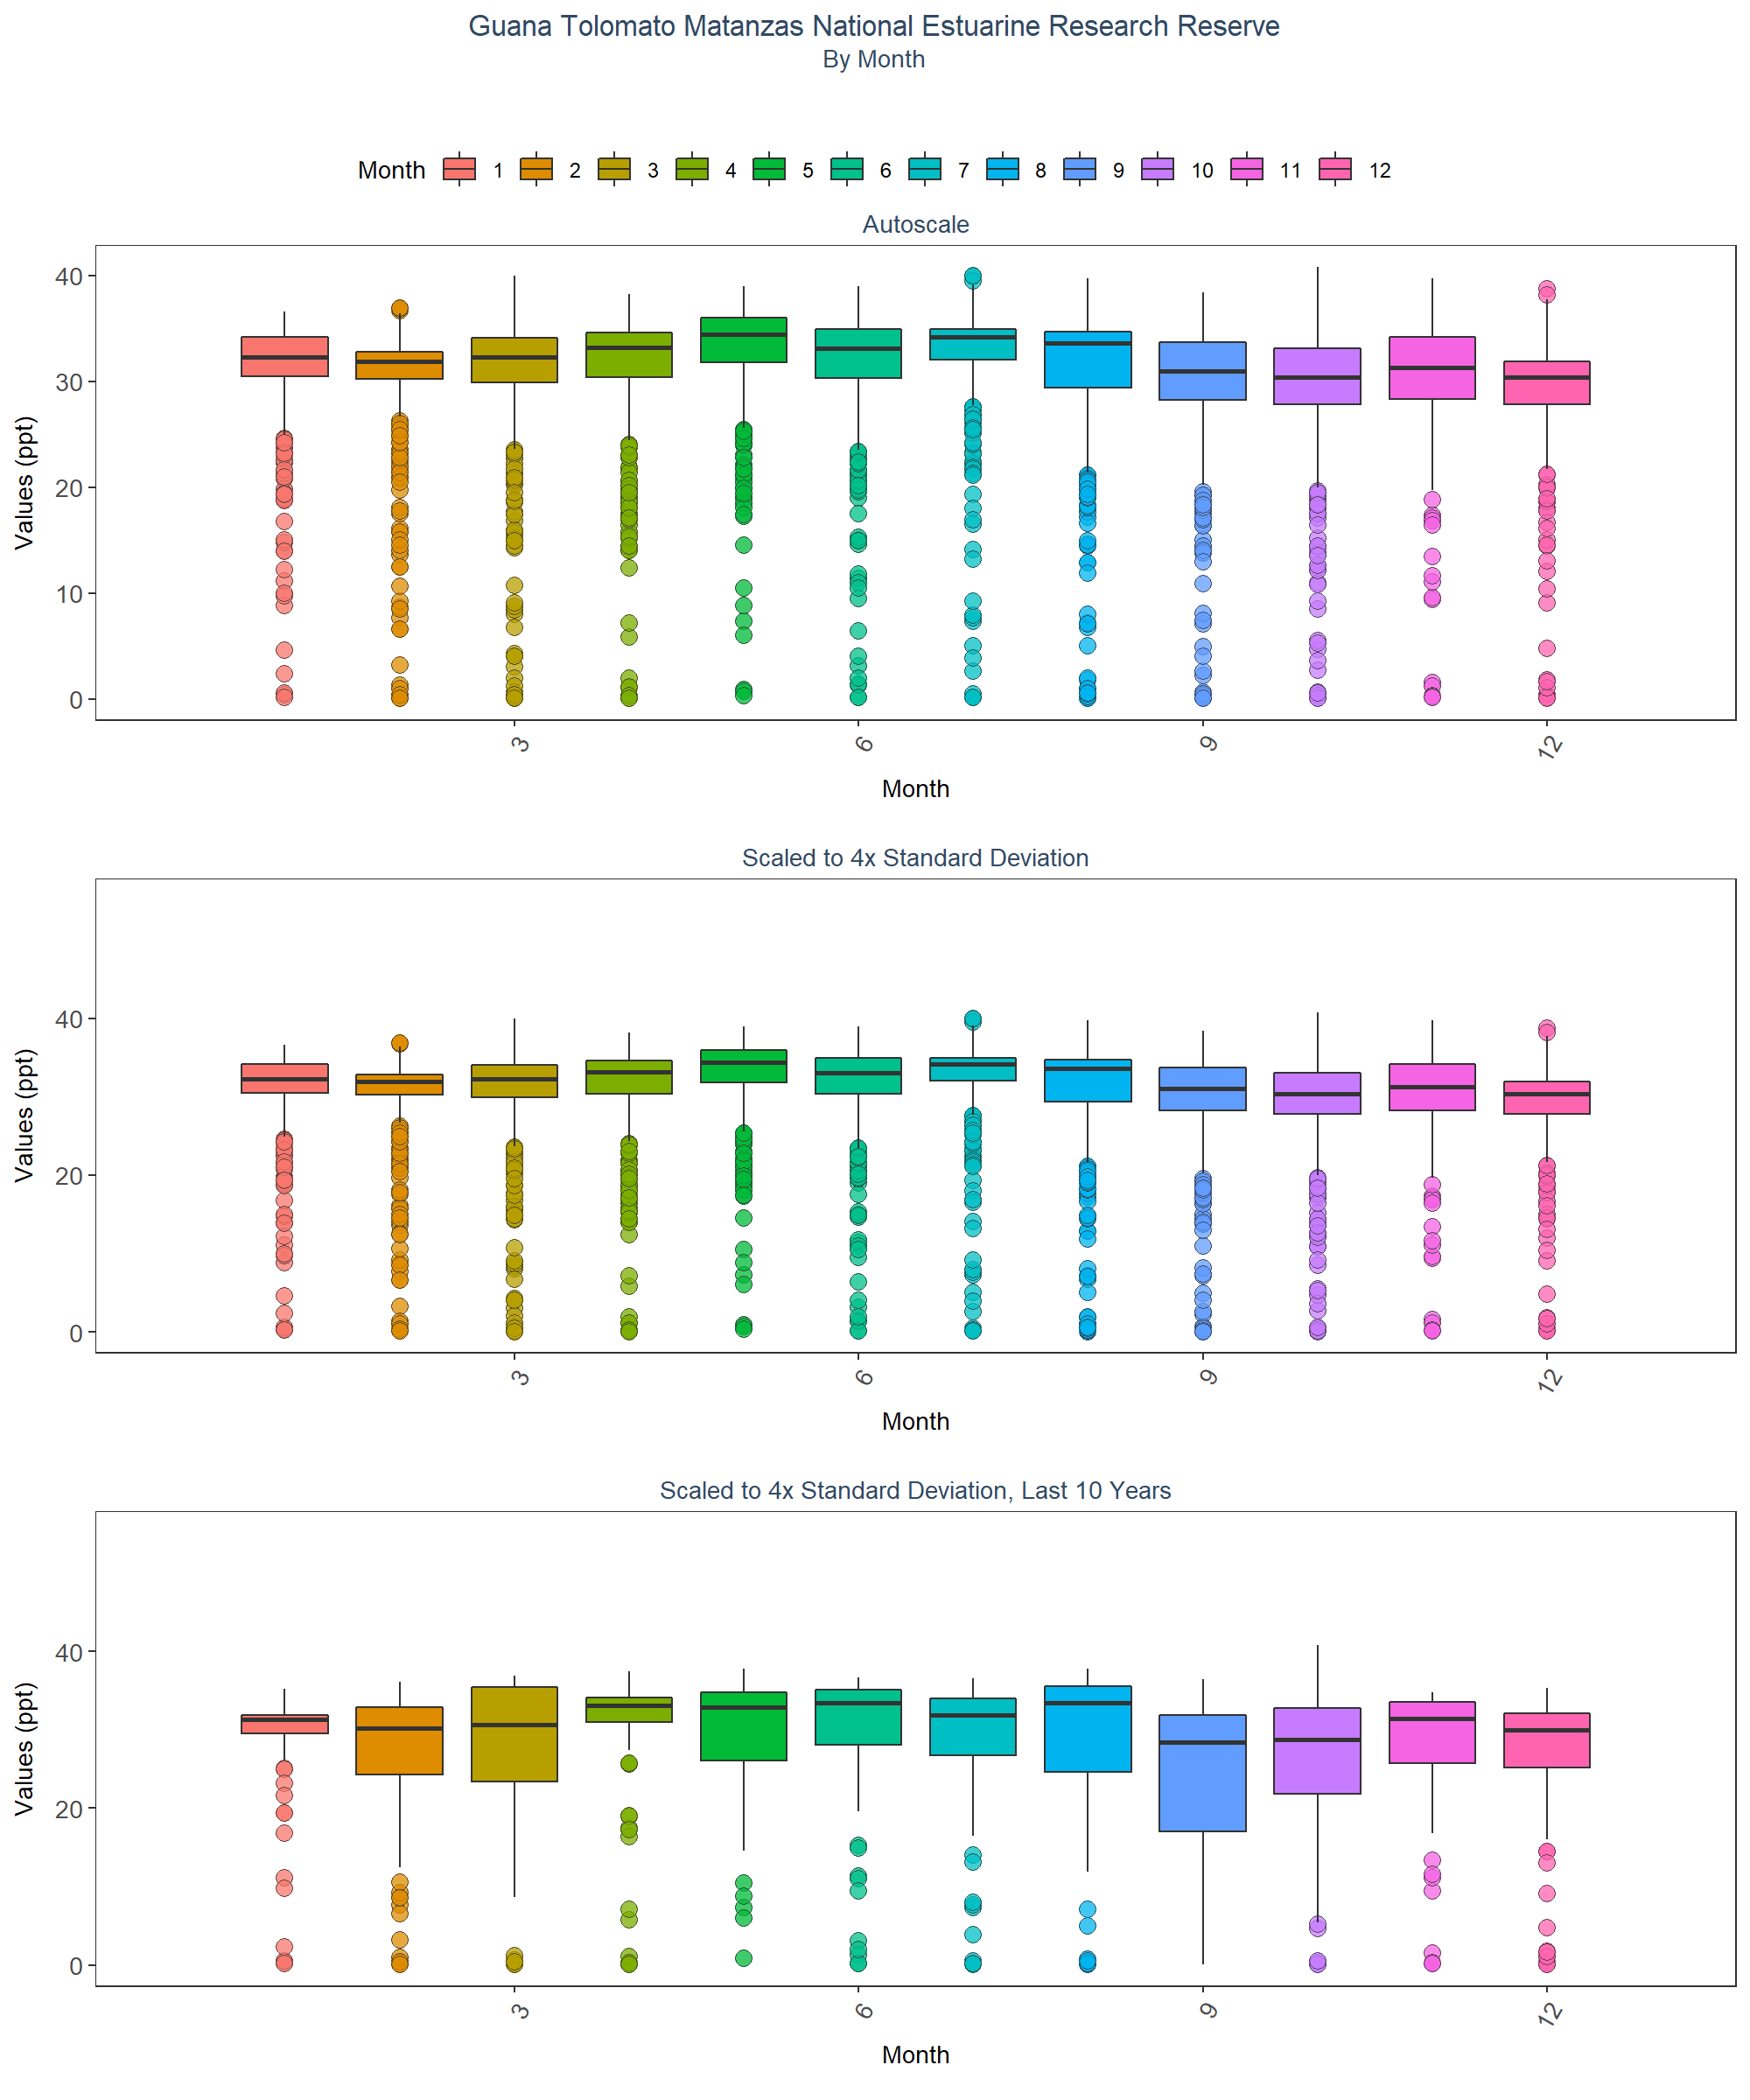 Guana Tolomato Matanzas National Estuarine Research Reserve
By Month
Month 1 2 3 4 5 6 7 8 9 10 11 12
Autoscale
Values (ppt)
40
30
20
10
0
3 6 9 12
Month
Scaled to 4x Standard Deviation
Values (ppt)
40
20
0
3 6 9 12
Month
Scaled to 4x Standard Deviation, Last 10 Years
Values (ppt)
40
20
0
3 6 9 12
Month